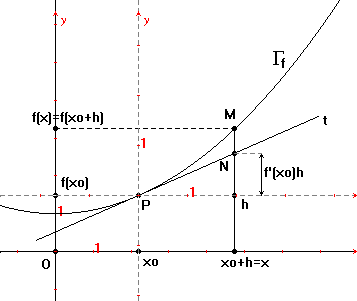 y
y
Γf
f(x)=f(xo+h)
M
t
1
N
f(xo)
f'(xo)h
1
P
1
h
1
O
xo
xo+h=x